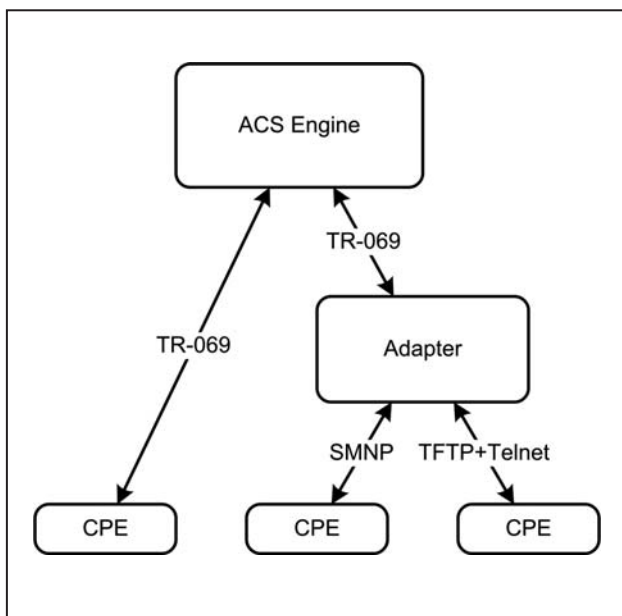 ACS Engine
TR-069
TR-069
Adapter
SMNP
TFTP+Telnet
CPE
CPE
CPE